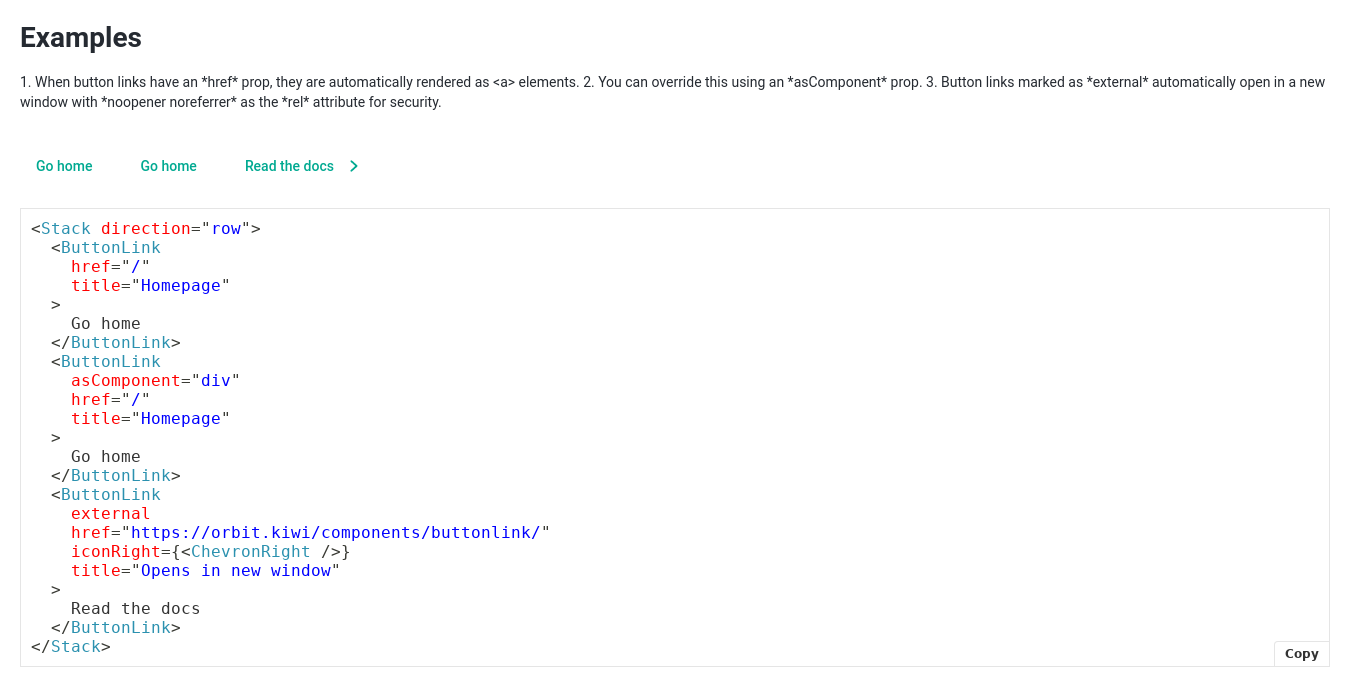 Examples
1. When button links have an *href* prop, they are automatically rendered as <a> elements. 2. You can override this using an *asComponent* prop. 3. Button links marked as *external* automatically open in a new
window with *noopener noreferrer* as the *rel* attribute for security.
Go home Go home Read the docs
<Stack direction="row">
  <ButtonLink
    href="/"
    title="Homepage"
  >
    Go home
  </ButtonLink>
  <ButtonLink
    asComponent="div"
    href="/"
    title="Homepage"
  >
    Go home
  </ButtonLink>
  <ButtonLink
    external
    href="https://orbit.kiwi/components/buttonlink/"
    iconRight={<ChevronRight />}
    title="Opens in new window"
  >
    Read the docs
  </ButtonLink>
</Stack>
Copy